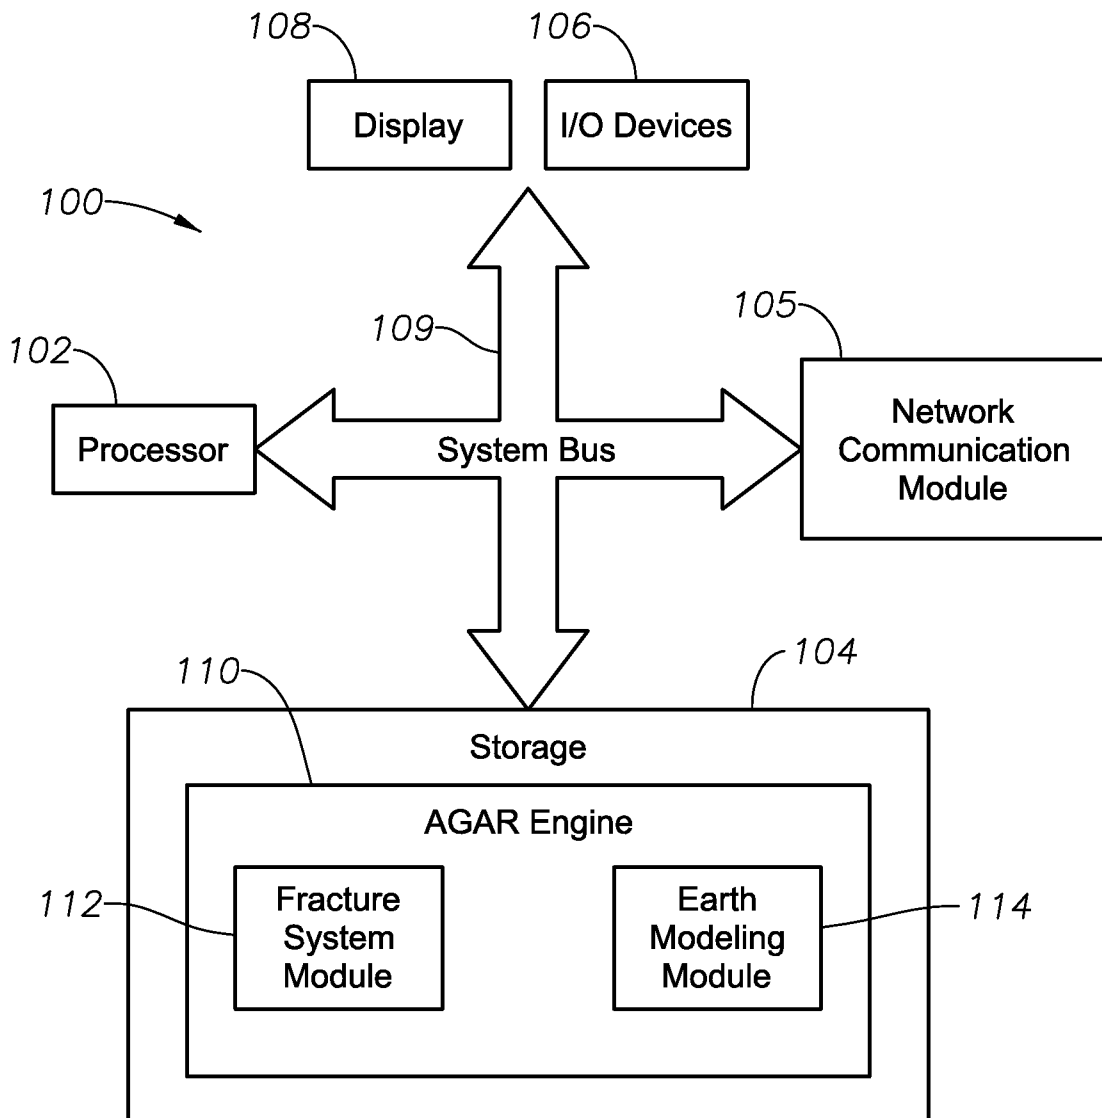 108
106
Display
I/O Devices
100
109
105
102
Processor
System Bus
Network
Communication
Module
110
104
Storage
AGAR Engine
112
Fracture
System
Module
Earth
Modeling
Module
114